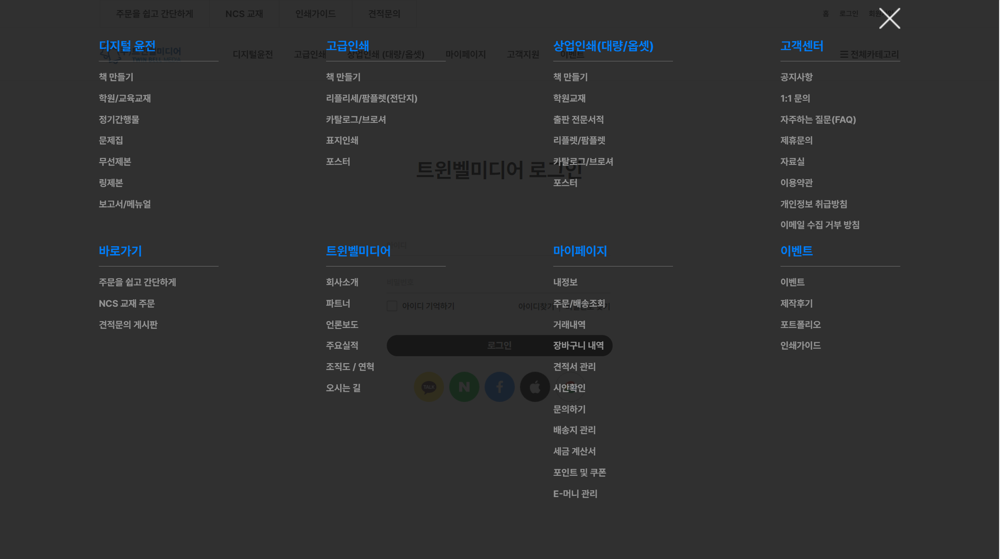 주문을 쉽고 간단하게
NCS 교재
인쇄가이드
견적문의
홈
로그인
디지털윤전
고급인쇄
상업인쇄 (대량/옵셋)
마이페이지
고객지원
이벤트
전체카테고리
디지털 윤전
책 만들기
학원/교육교재
정기간행물
문제집
무선제본
링제본
보고서/메뉴얼
고급인쇄
책 만들기
리플리세/팜플렛(전단지)
카탈로그/브로셔
표지인쇄
포스터
상업인쇄(대량/옵셋)
책 만들기
학원교재
출판 전문서적
리플렛/팜플렛
카탈로그/브로셔
포스터
고객센터
공지사항
1:1 문의
자주하는 질문(FAQ)
제휴문의
자료실
이용약관
개인정보 취급방침
이메일 수집 거부 방침
트윈벨미디어 로그인
바로가기
주문을 쉽고 간단하게
NCS 교재 주문
견적문의 게시판
트윈벨미디어
회사소개
파트너
언론보도
주요실적
조직도 / 연혁
오시는 길
비밀번호
아이디 기억하기
아이디찾기
로그인
TALK
마이페이지
내정보
주문/배송조회
거래내역
장바구니 내역
견적서 관리
시안확인
문의하기
배송지 관리
세금 계산서
포인트 및 쿠폰
E-머니 관리
이벤트
이벤트
제작후기
포트폴리오
인쇄가이드